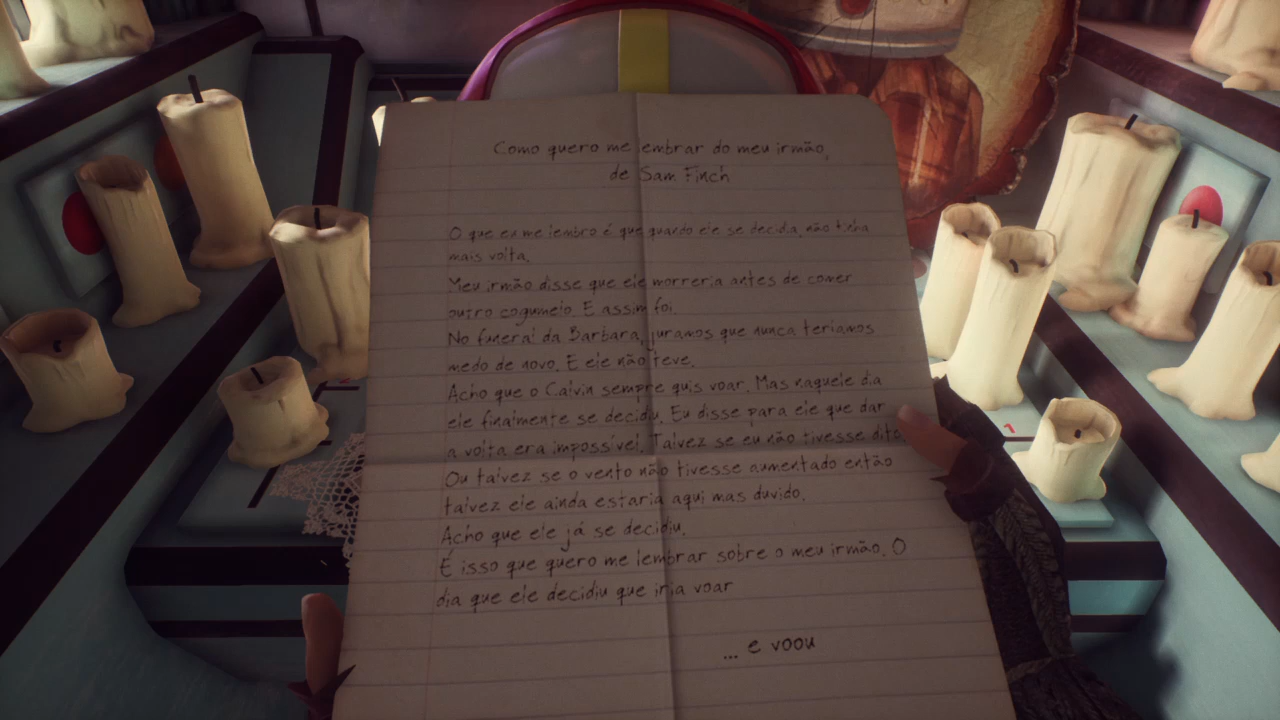 Como quero me lembrar do meu irmão,
de Sam Finch
O que eu me lembro é que quando ele se decidia, não tinha
mais volta.
Meu irmão disse que ele morreria antes de comer
outro cogumelo. E assim foi.
No funeral da Barbara, juramos que nunca teríamos
medo de novo. E ele não teve.
Acho que o Calvin sempre quis voar. Mas naquele dia
ele finalmente se decidiu. Eu disse para ele que dar
a volta era impossível. Talvez se eu não tivesse dito.
Ou talvez se o vento não tivesse aumentado então
talvez ele ainda estaria aqui mas duvido.
Acho que ele já se decidiu.
É isso que quero me lembrar sobre o meu irmão. O
dia que ele decidiu que iria voar
... e voou